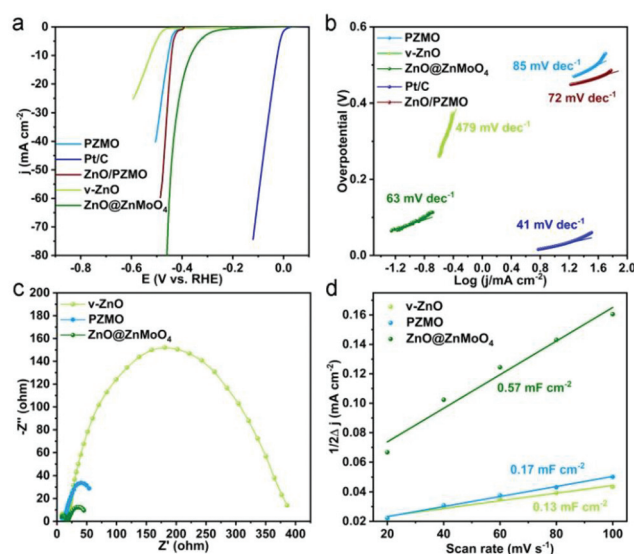 a
j (mA cm⁻²)
0
-10
-20
-30
-40
-50
-60
-70
-80
PZMO
Pt/C
ZnO/PZMO
v-ZnO
ZnO@ZnMoO₄
-0.8
-0.6
-0.4
-0.2
0.0
E (V vs. RHE)
b
Overpotential (V)
0.6
0.4
0.2
0.0
PZMO
v-ZnO
ZnO@ZnMoO₄
Pt/C
ZnO/PZMO
85 mV dec⁻¹
72 mV dec⁻¹
479 mV dec⁻¹
63 mV dec⁻¹
41 mV dec⁻¹
-1.2
-0.8
-0.4
0.0
0.4
0.8
1.2
1.6
2.0
Log (j/mA cm⁻²)
c
-Z'' (ohm)
200
180
160
140
120
100
80
60
40
20
0
v-ZnO
PZMO
ZnO@ZnMoO₄
0
50
100
150
200
250
300
350
400
Z' (ohm)
d
1/2Δ j (mA cm⁻²)
0.16
0.14
0.12
0.10
0.08
0.06
0.04
0.02
v-ZnO
PZMO
ZnO@ZnMoO₄
0.57 mF cm⁻²
0.17 mF cm⁻²
0.13 mF cm⁻²
20
40
60
80
100
Scan rate (mV s⁻¹)